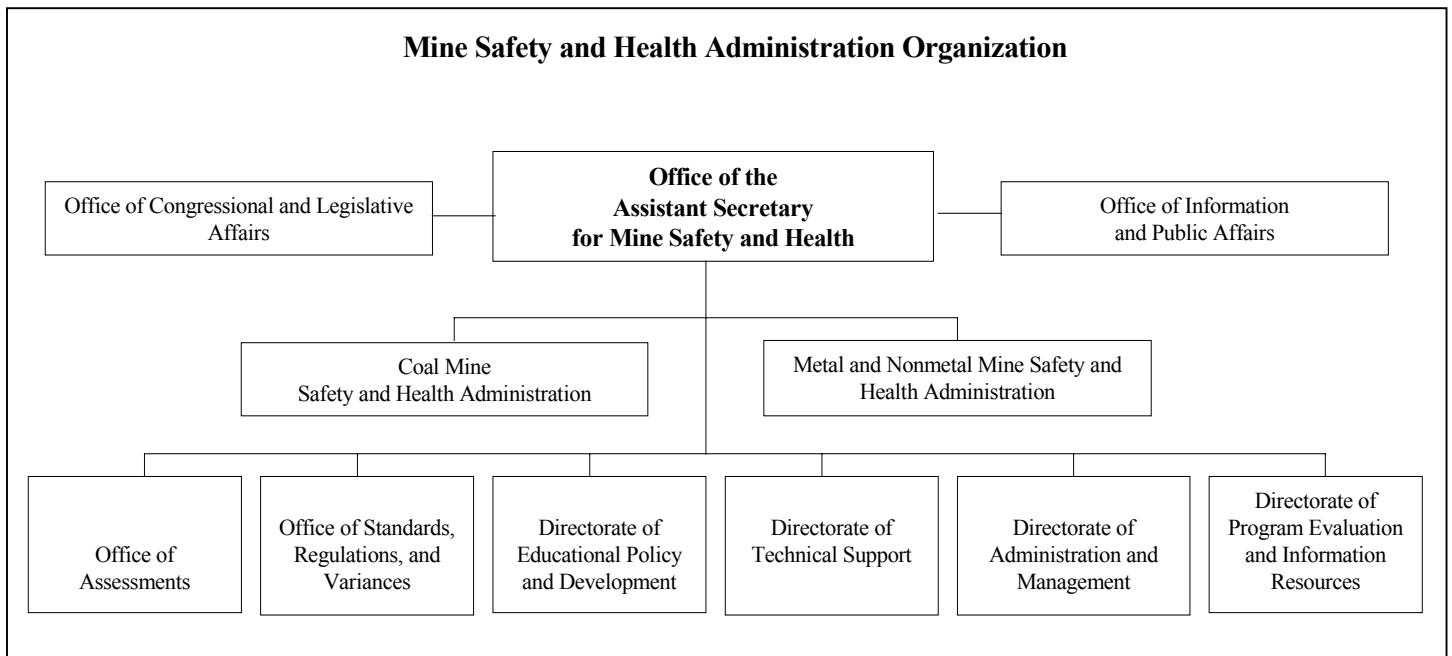 Mine Safety and Health Administration Organization
Office of the
Assistant Secretary
for Mine Safety and Health
Office of Congressional and Legislative
Affairs
Office of Information
and Public Affairs
Coal Mine
Safety and Health Administration
Metal and Nonmetal Mine Safety and
Health Administration
Office of
Assessments
Office of Standards,
Regulations, and
Variances
Directorate of
Educational Policy
and Development
Directorate of
Technical Support
Directorate of
Administration and
Management
Directorate of
Program Evaluation
and Information
Resources